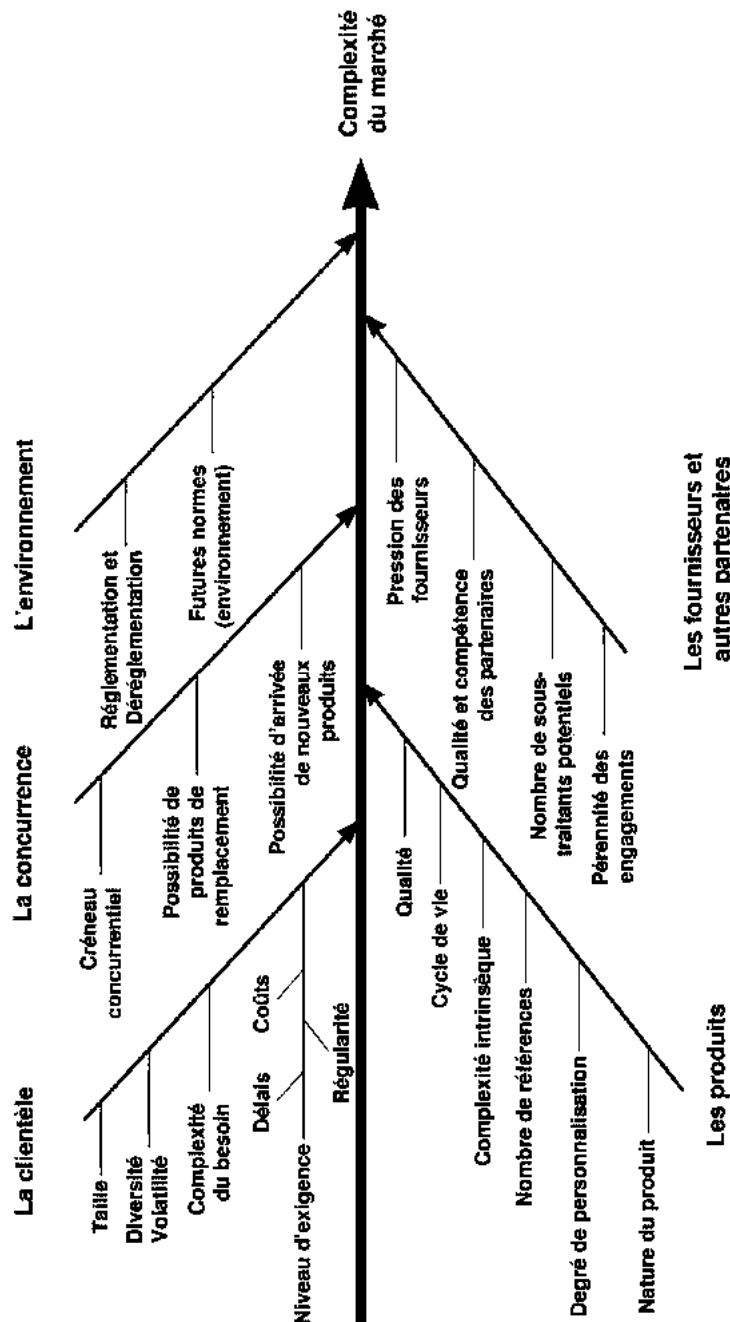 La clientèle
Taille
Diversité
Volatilité
Complexité
du besoin
Niveau d'exigence
Délais
Coûts
Régularité
La concurrence
Créneau
concurrentiel
Possibilité de
produits de
remplacement
Possibilité d'arrivée
de nouveaux
produits
L'environnement
Réglementation et
Déréglementation
Futures normes
(environnement)
Complexité
du marché
Les produits
Qualité
Cycle de vie
Complexité intrinsèque
Nombre de références
Degré de personnalisation
Nature du produit
Les fournisseurs et
autres partenaires
Pression des
fournisseurs
Qualité et compétence
des partenaires
Nombre de sous-
traitants potentiels
Pérennité des
engagements